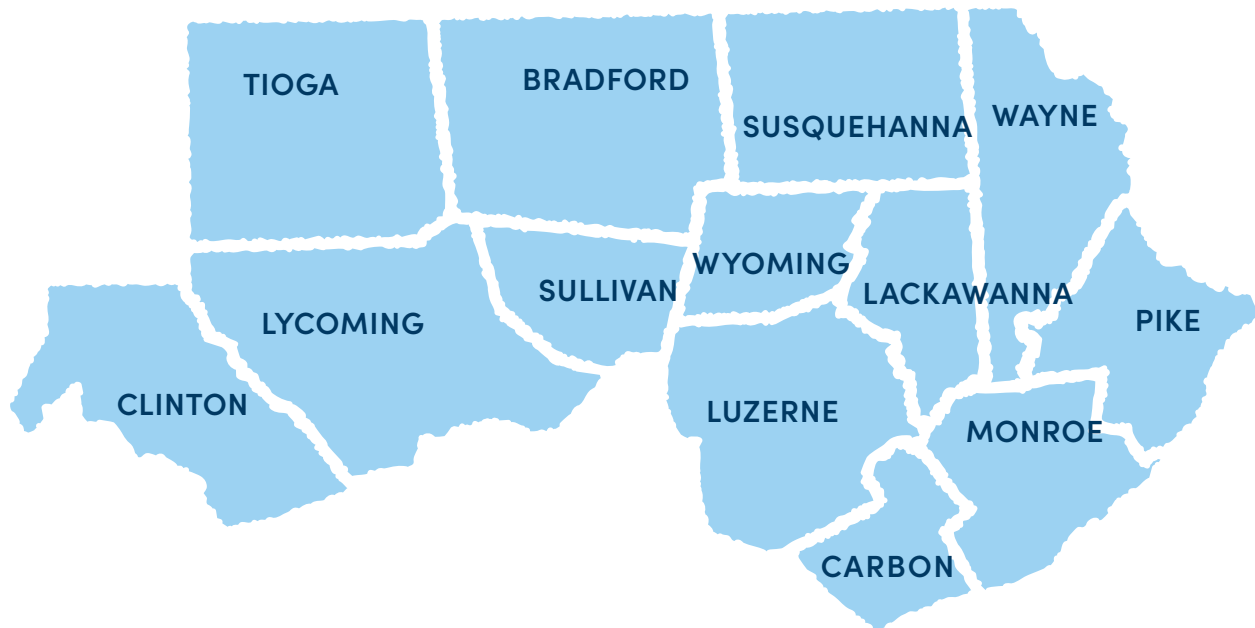 TIOGA
BRADFORD
SUSQUEHANNA
WAYNE
WYOMING
SULLIVAN
LACKAWANNA
LYCOMING
PIKE
CLINTON
LUZERNE
MONROE
CARBON